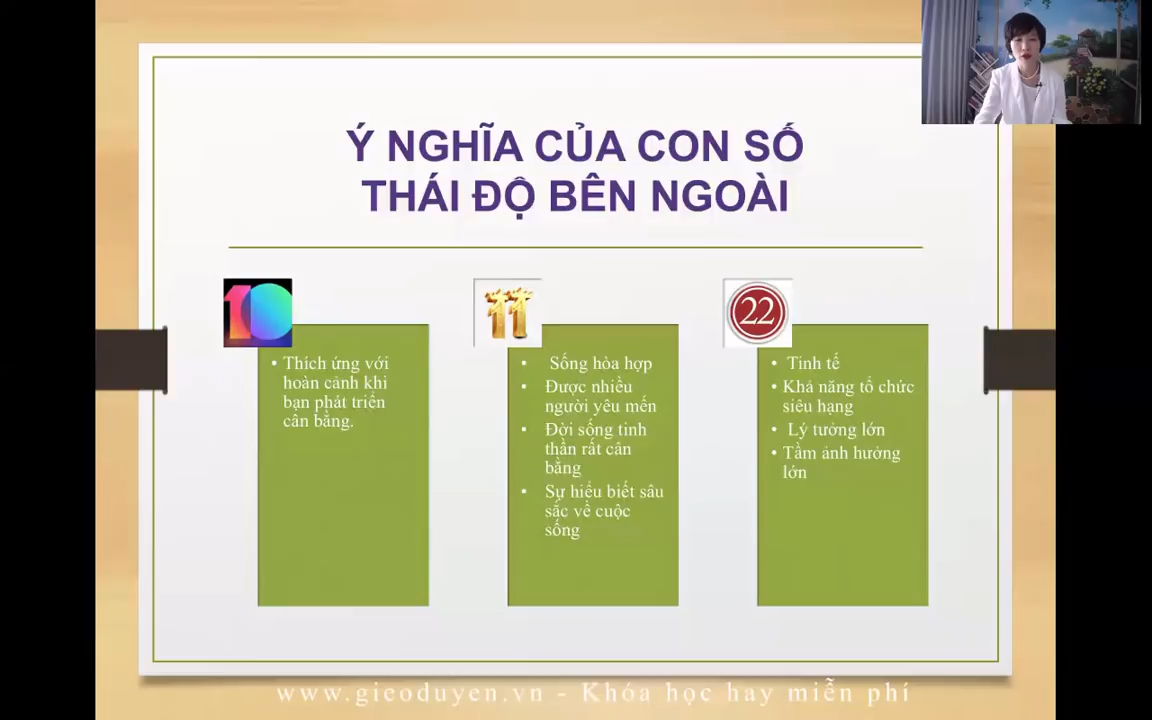 Ý NGHĨA CỦA CON SỐ
THÁI ĐỘ BÊN NGOÀI
10
• Thích ứng với
hoàn cảnh khi
bạn phát triển
cân bằng.
11
• Sống hòa hợp
• Được nhiều
người yêu mến
• Đời sống tinh
thần rất cân
bằng
• Sự hiểu biết sâu
sắc về cuộc
sống
22
• Tinh tế
• Khả năng tổ chức
siêu hạng
• Lý tưởng lớn
• Tầm ảnh hưởng
lớn
www.gieoduyen.vn - Khóa học hay miễn phí